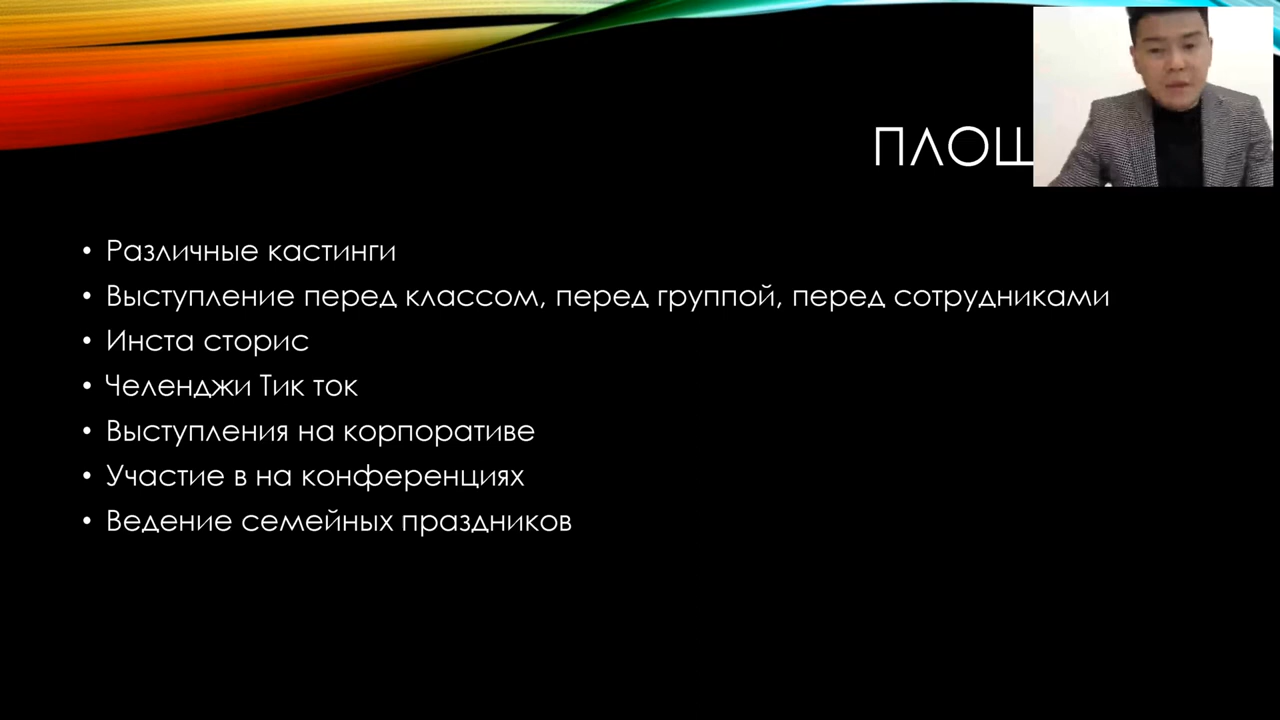 • Различные кастинги
• Выступление перед классом, перед группой, перед сотрудниками
• Инста сторис
• Челенджи Тик ток
• Выступления на корпоративе
• Участие в на конференциях
• Ведение семейных праздников